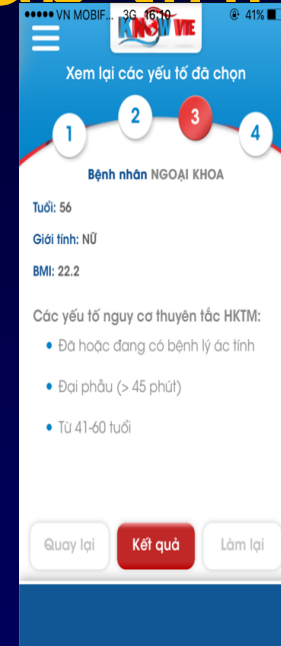 VN MOBIF... 3G 16:19 41%
KNOW VTE
Xem lại các yếu tố đã chọn
1 2 3 4
Bệnh nhân NGOẠI KHOA
Tuổi: 56
Giới tính: NỮ
BMI: 22.2
Các yếu tố nguy cơ thuyên tắc HKTM:
Đã hoặc đang có bệnh lý ác tính
Đại phẫu (> 45 phút)
Từ 41-60 tuổi
Quay lại Kết quả Làm lại